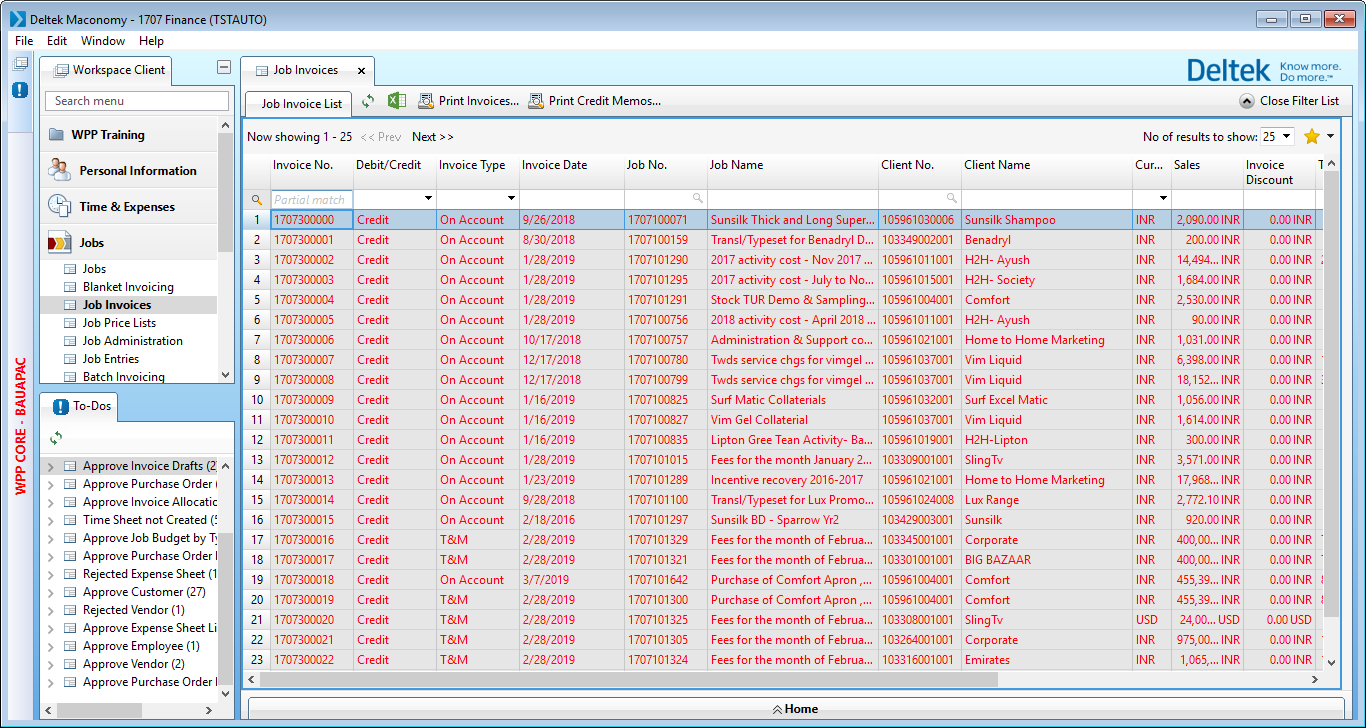 Deltek Maconomy - 1707 Finance (TSTAUTO)
File Edit Window Help
Workspace Client
Job Invoices
Deltek Know more. Do more.™
Search menu
WPP Training
Personal Information
Time & Expenses
Jobs
Jobs
Blanket Invoicing
Job Invoices
Job Price Lists
Job Administration
Job Entries
Batch Invoicing
WPP CORE - BAUAPAC
To-Dos
Approve Invoice Drafts (2
Approve Purchase Order (
Approve Invoice Allocatic
Time Sheet not Created (5
Approve Job Budget by Ty
Approve Purchase Order
Rejected Expense Sheet (1
Approve Customer (27)
Rejected Vendor (1)
Approve Expense Sheet Li
Approve Employee (1)
Approve Vendor (2)
Approve Purchase Order
Job Invoice List Print Invoices... Print Credit Memos... Close Filter List
Now showing 1 - 25 << Prev Next >> No of results to show: 25
Invoice No. Debit/Credit Invoice Type Invoice Date Job No. Job Name Client No. Client Name Cur... Sales Invoice Discount T
Partial match
1 1707300000 Credit On Account 9/26/2018 1707100071 Sunsilk Thick and Long Super... 105961030006 Sunsilk Shampoo INR 2,090.00 INR 0.00 INR
2 1707300001 Credit On Account 8/30/2018 1707100159 Transl/Typeset for Benadryl D... 103349002001 Benadryl INR 200.00 INR 0.00 INR
3 1707300002 Credit On Account 1/28/2019 1707101290 2017 activity cost - Nov 2017 ... 105961011001 H2H- Ayush INR 14,494... INR 0.00 INR
4 1707300003 Credit On Account 1/28/2019 1707101295 2017 activity cost - July to No... 105961015001 H2H- Society INR 1,684.00 INR 0.00 INR
5 1707300004 Credit On Account 1/28/2019 1707101291 Stock TUR Demo & Sampling... 105961004001 Comfort INR 2,530.00 INR 0.00 INR
6 1707300005 Credit On Account 1/28/2019 1707100756 2018 activity cost - April 2018 ... 105961011001 H2H- Ayush INR 90.00 INR 0.00 INR
7 1707300006 Credit On Account 10/17/2018 1707100757 Administration & Support co... 105961021001 Home to Home Marketing INR 1,031.00 INR 0.00 INR
8 1707300007 Credit On Account 12/17/2018 1707100780 Twds service chgs for vimgel ... 105961037001 Vim Liquid INR 6,398.00 INR 0.00 INR
9 1707300008 Credit On Account 12/17/2018 1707100799 Twds service chgs for vimgel ... 105961037001 Vim Liquid INR 18,152... INR 0.00 INR
10 1707300009 Credit On Account 1/16/2019 1707100825 Surf Matic Collaterials 105961032001 Surf Excel Matic INR 1,056.00 INR 0.00 INR
11 1707300010 Credit On Account 1/16/2019 1707100827 Vim Gel Collaterial 105961037001 Vim Liquid INR 1,614.00 INR 0.00 INR
12 1707300011 Credit On Account 1/16/2019 1707100835 Lipton Gree Tean Activity- Ba... 105961019001 H2H-Lipton INR 300.00 INR 0.00 INR
13 1707300012 Credit On Account 1/28/2019 1707101015 Fees for the month January 2... 103309001001 SlingTv INR 3,571.00 INR 0.00 INR
14 1707300013 Credit On Account 1/23/2019 1707101289 Incentive recovery 2016-2017 105961021001 Home to Home Marketing INR 17,968... INR 0.00 INR
15 1707300014 Credit On Account 9/28/2018 1707101100 Transl/Typeset for Lux Promo... 105961024008 Lux Range INR 2,772.10 INR 0.00 INR
16 1707300015 Credit On Account 2/18/2016 1707101297 Sunsilk BD - Sparrow Yr2 103429003001 Sunsilk INR 920.00 INR 0.00 INR
17 1707300016 Credit T&M 2/28/2019 1707101329 Fees for the month of Februa... 103345001001 Corporate INR 400,00... INR 0.00 INR
18 1707300017 Credit T&M 2/28/2019 1707101321 Fees for the month of Februa... 103301001001 BIG BAZAAR INR 400,00... INR 0.00 INR
19 1707300018 Credit On Account 3/7/2019 1707101642 Purchase of Comfort Apron ,... 105961004001 Comfort INR 455,39... INR 0.00 INR
20 1707300019 Credit T&M 2/28/2019 1707101300 Purchase of Comfort Apron ,... 105961004001 Comfort INR 455,39... INR 0.00 INR
21 1707300020 Credit T&M 2/28/2019 1707101325 Fees for the month of Februa... 103308001001 SlingTv USD 24,00... USD 0.00 USD
22 1707300021 Credit T&M 2/28/2019 1707101305 Fees for the month of Februa... 103264001001 Corporate INR 975,00... INR 0.00 INR
23 1707300022 Credit T&M 2/28/2019 1707101324 Fees for the month of Februa... 103316001001 Emirates INR 1,065,... INR 0.00 INR
Home